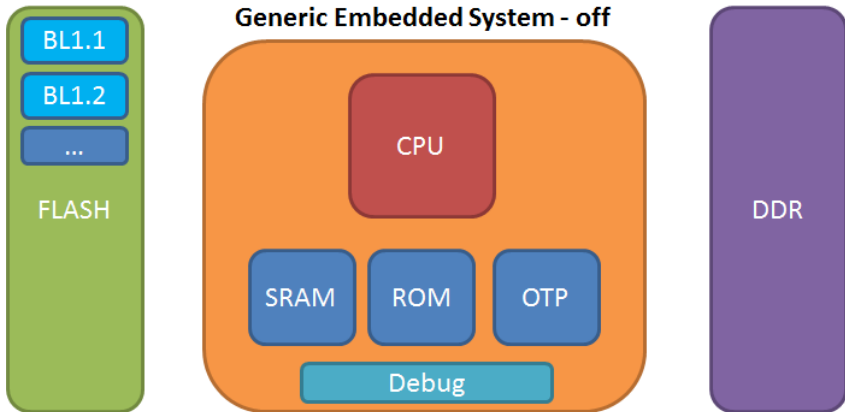 Generic Embedded System - off
BL1.1
BL1.2
...
FLASH
CPU
SRAM
ROM
OTP
Debug
DDR